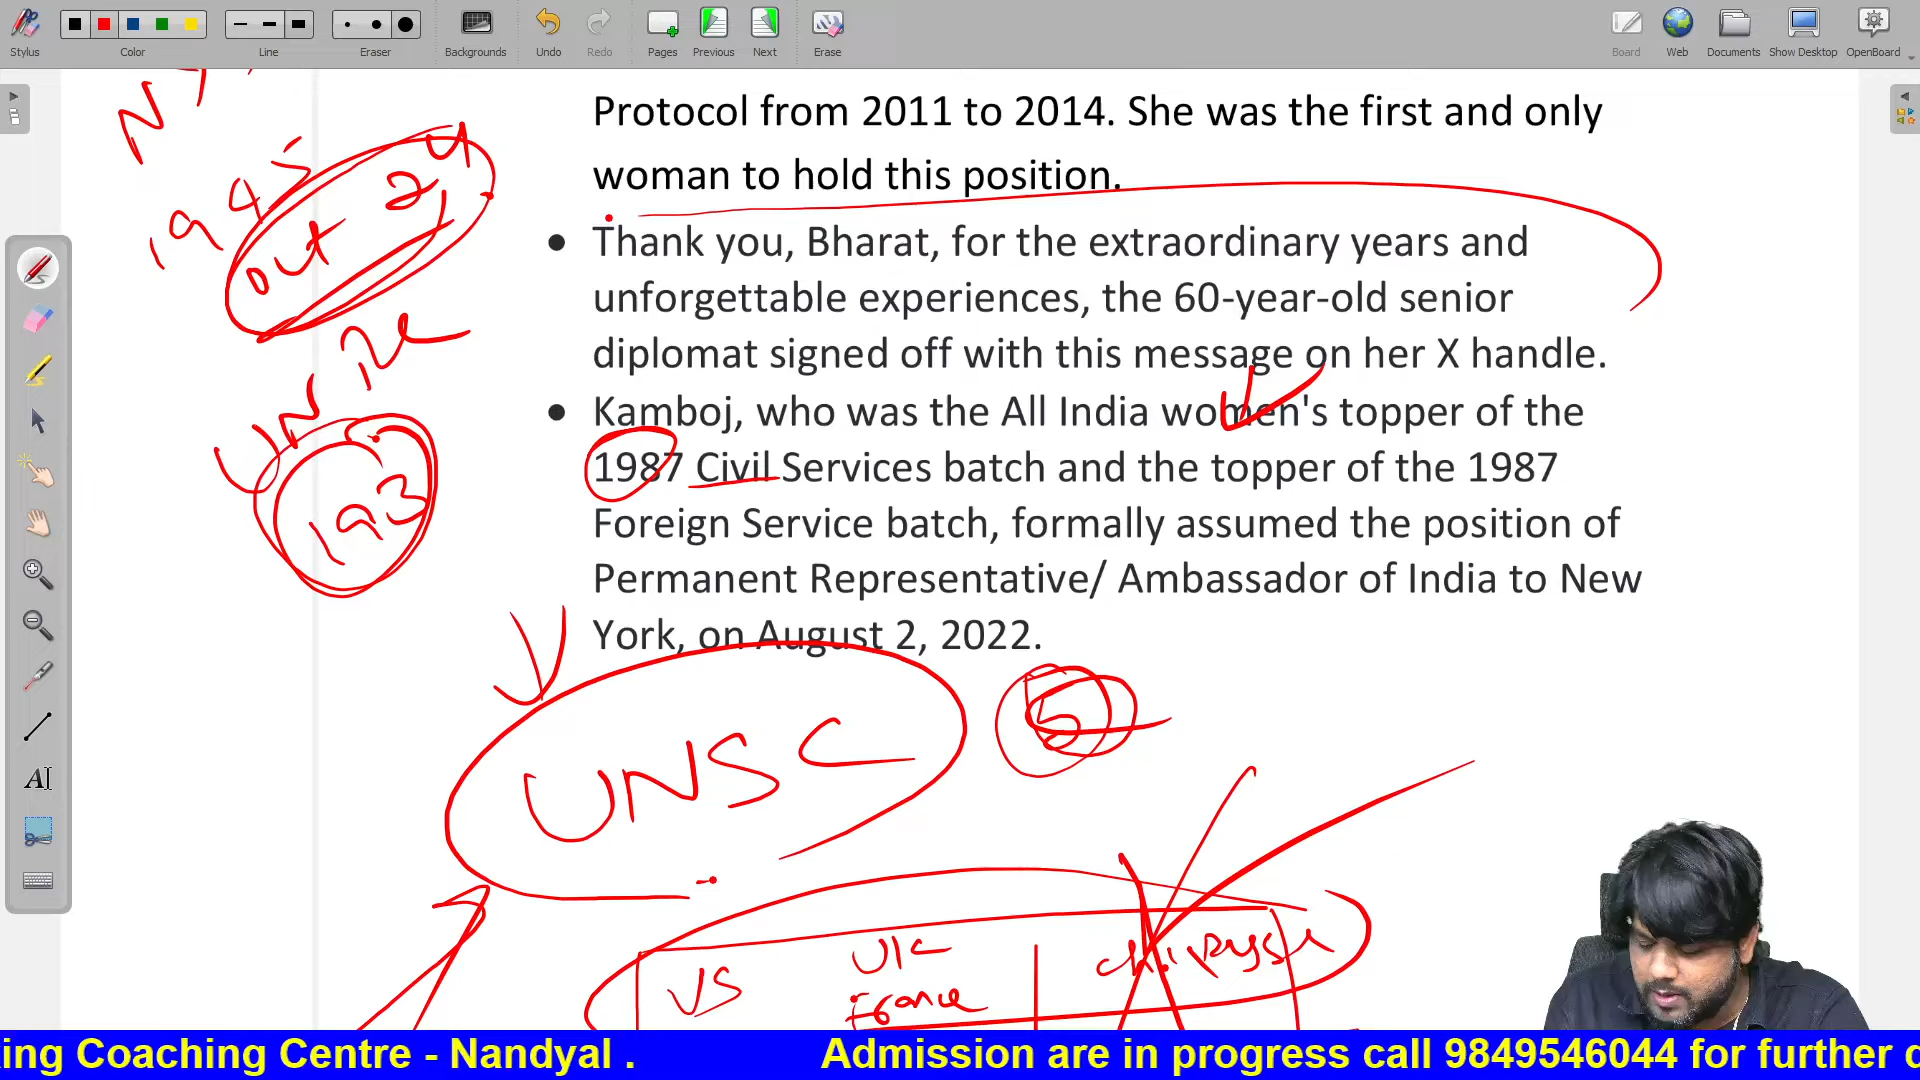 Stylus
Color
Line
Eraser
Backgrounds
Undo
Redo
Pages
Previous
Next
Erase
Board
Web
Documents
Show Desktop
OpenBoard
Protocol from 2011 to 2014. She was the first and only
woman to hold this position.
• Thank you, Bharat, for the extraordinary years and
unforgettable experiences, the 60-year-old senior
diplomat signed off with this message on her X handle.
• Kamboj, who was the All India women's topper of the
1987 Civil Services batch and the topper of the 1987
Foreign Service batch, formally assumed the position of
Permanent Representative/ Ambassador of India to New
York, on August 2, 2022.
1945
out 24
UN
193
UNSC
5
US
UK
France
king Coaching Centre - Nandyal .
Admission are in progress call 9849546044 for further d